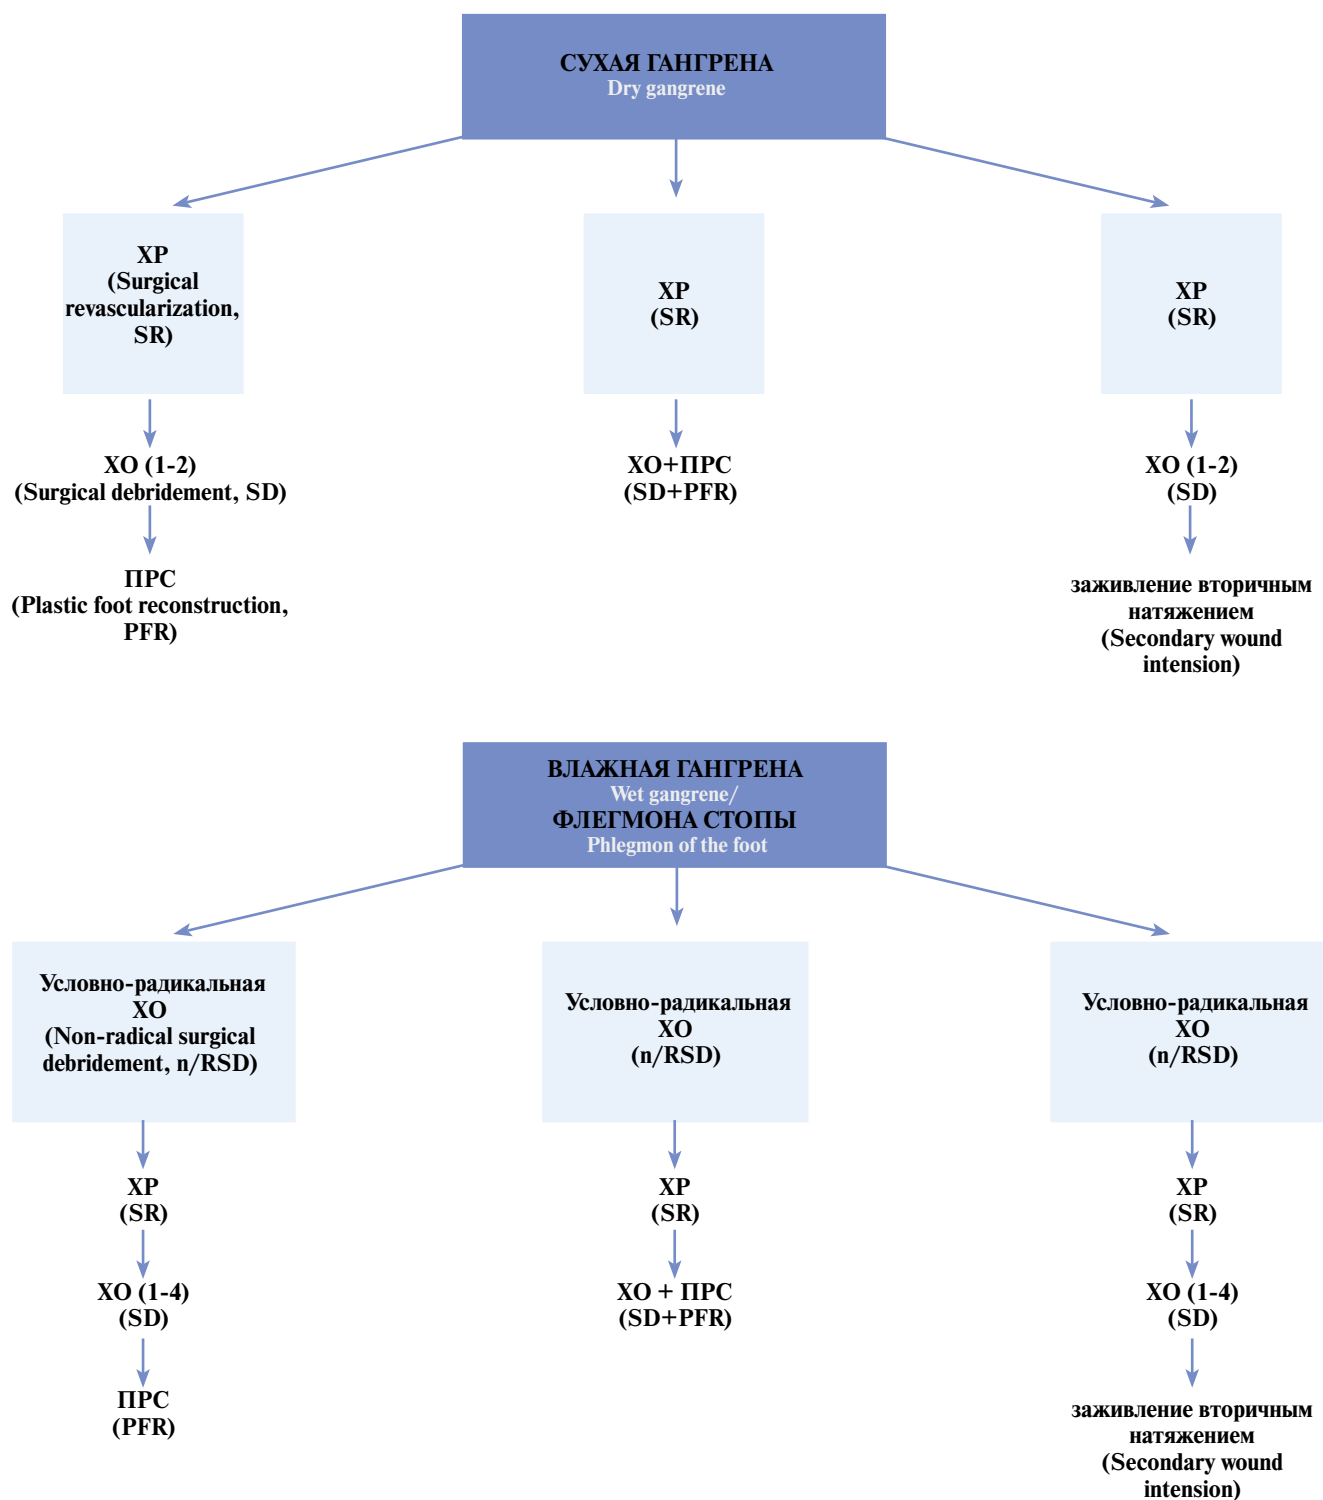 СУХАЯ ГАНГРЕНА
Dry gangrene
ХР
(Surgical
revascularization,
SR)
ХР
(SR)
ХР
(SR)
ХО (1-2)
(Surgical debridement, SD)
ХО+ПРС
(SD+PFR)
ХО (1-2)
(SD)
ПРС
(Plastic foot reconstruction,
PFR)
заживление вторичным
натяжением
(Secondary wound
intension)
ВЛАЖНАЯ ГАНГРЕНА
Wet gangrene/
ФЛЕГМОНА СТОПЫ
Phlegmon of the foot
Условно-радикальная
ХО
(Non-radical surgical
debridement, n/RSD)
Условно-радикальная
ХО
(n/RSD)
Условно-радикальная
ХО
(n/RSD)
ХР
(SR)
ХР
(SR)
ХР
(SR)
ХО (1-4)
(SD)
ХО + ПРС
(SD+PFR)
ХО (1-4)
(SD)
ПРС
(PFR)
заживление вторичным
натяжением
(Secondary wound
intension)